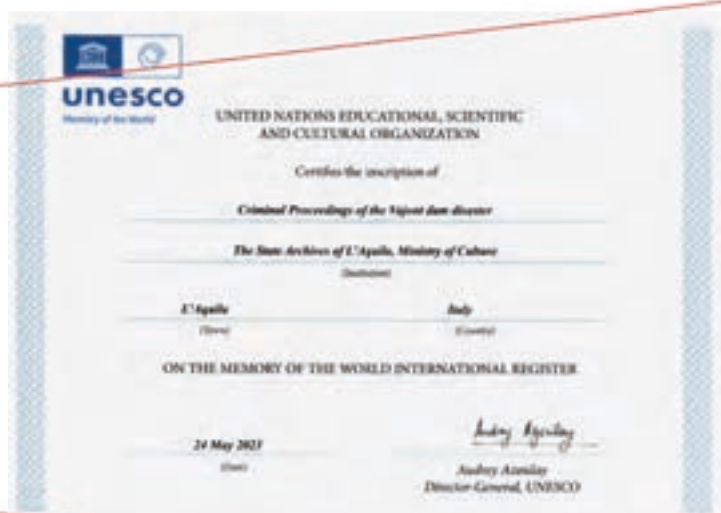 unesco
Memory of the World
UNITED NATIONS EDUCATIONAL, SCIENTIFIC
AND CULTURAL ORGANIZATION
Certifies the inscription of
Criminal Proceedings of the Vajont dam disaster
The State Archives of L'Aquila, Ministry of Culture
(Institution)
L'Aquila Italy
(Town) (Country)
ON THE MEMORY OF THE WORLD INTERNATIONAL REGISTER
24 May 2023
(Date)
Audrey Azoulay
Audrey Azoulay
Director-General, UNESCO